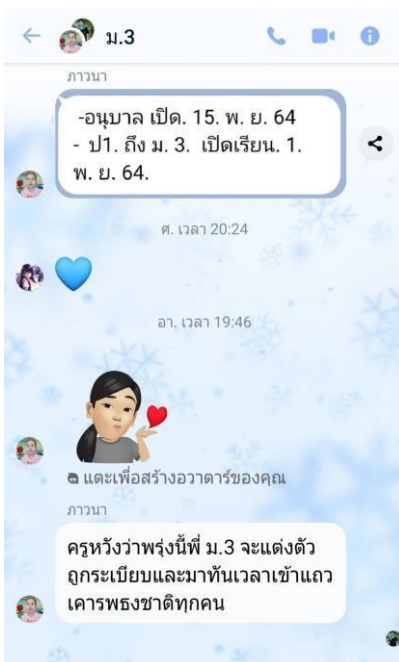 ม.3
ภาวนา
-อนุบาล เปิด. 15. พ. ย. 64
- ป1. ถึง ม. 3. เปิดเรียน. 1.
พ. ย. 64.
ศ. เวลา 20:24
อา. เวลา 19:46
แตะเพื่อสร้างอวาตาร์ของคุณ
ภาวนา
ครูหวังว่าพรุ่งนี้พี่ ม.3 จะแต่งตัว
ถูกระเบียบและมาทันเวลาเข้าแถว
เคารพธงชาติทุกคน